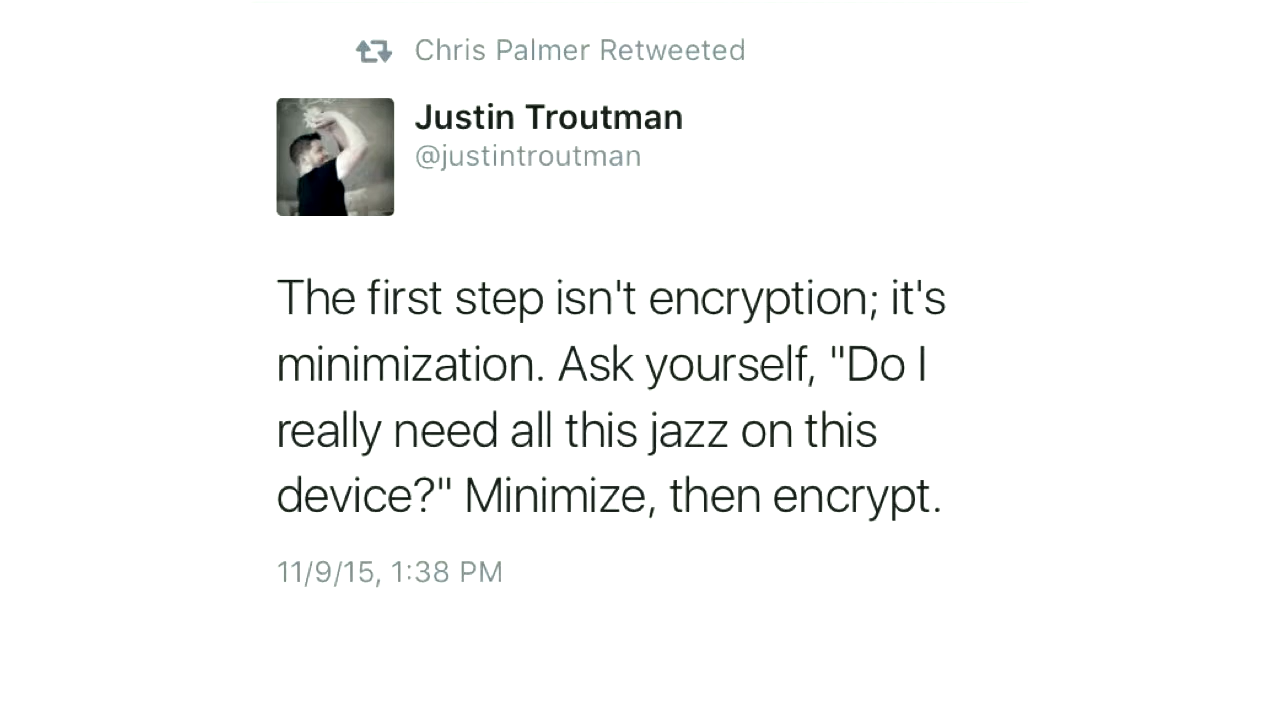 Chris Palmer Retweeted
Justin Troutman
@justintroutman
The first step isn't encryption; it's
minimization. Ask yourself, "Do I
really need all this jazz on this
device?" Minimize, then encrypt.
11/9/15, 1:38 PM